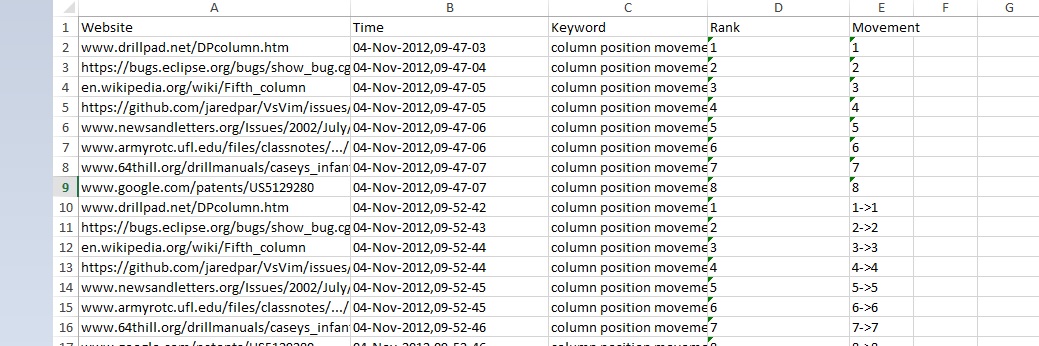 A B C D E F G
1 Website Time Keyword Rank Movement
2 www.drillpad.net/DPcolumn.htm 04-Nov-2012,09-47-03 column position moveme 1 1
3 https://bugs.eclipse.org/bugs/show_bug.cg 04-Nov-2012,09-47-04 column position moveme 2 2
4 en.wikipedia.org/wiki/Fifth_column 04-Nov-2012,09-47-05 column position moveme 3 3
5 https://github.com/jaredpar/VsVim/issues/ 04-Nov-2012,09-47-05 column position moveme 4 4
6 www.newsandletters.org/Issues/2002/July/ 04-Nov-2012,09-47-06 column position moveme 5 5
7 www.armyrotc.ufl.edu/files/classnotes/.../ 04-Nov-2012,09-47-06 column position moveme 6 6
8 www.64thill.org/drillmanuals/caseys_infan 04-Nov-2012,09-47-07 column position moveme 7 7
9 www.google.com/patents/US5129280 04-Nov-2012,09-47-07 column position moveme 8 8
10 www.drillpad.net/DPcolumn.htm 04-Nov-2012,09-52-42 column position moveme 1 1->1
11 https://bugs.eclipse.org/bugs/show_bug.cg 04-Nov-2012,09-52-43 column position moveme 2 2->2
12 en.wikipedia.org/wiki/Fifth_column 04-Nov-2012,09-52-44 column position moveme 3 3->3
13 https://github.com/jaredpar/VsVim/issues/ 04-Nov-2012,09-52-44 column position moveme 4 4->4
14 www.newsandletters.org/Issues/2002/July/ 04-Nov-2012,09-52-45 column position moveme 5 5->5
15 www.armyrotc.ufl.edu/files/classnotes/.../ 04-Nov-2012,09-52-45 column position moveme 6 6->6
16 www.64thill.org/drillmanuals/caseys_infan 04-Nov-2012,09-52-46 column position moveme 7 7->7